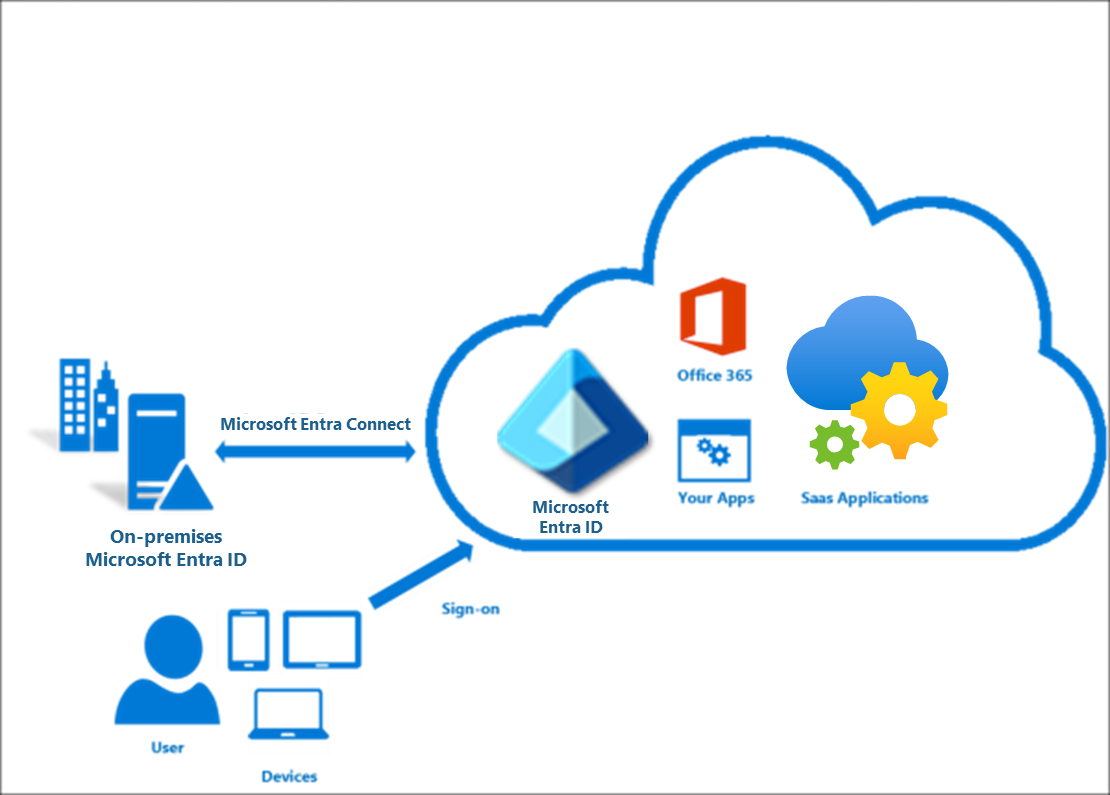 Office 365
Microsoft Entra Connect
Your Apps
Saas Applications
Microsoft
Entra ID
On-premises
Microsoft Entra ID
Sign-on
User
Devices